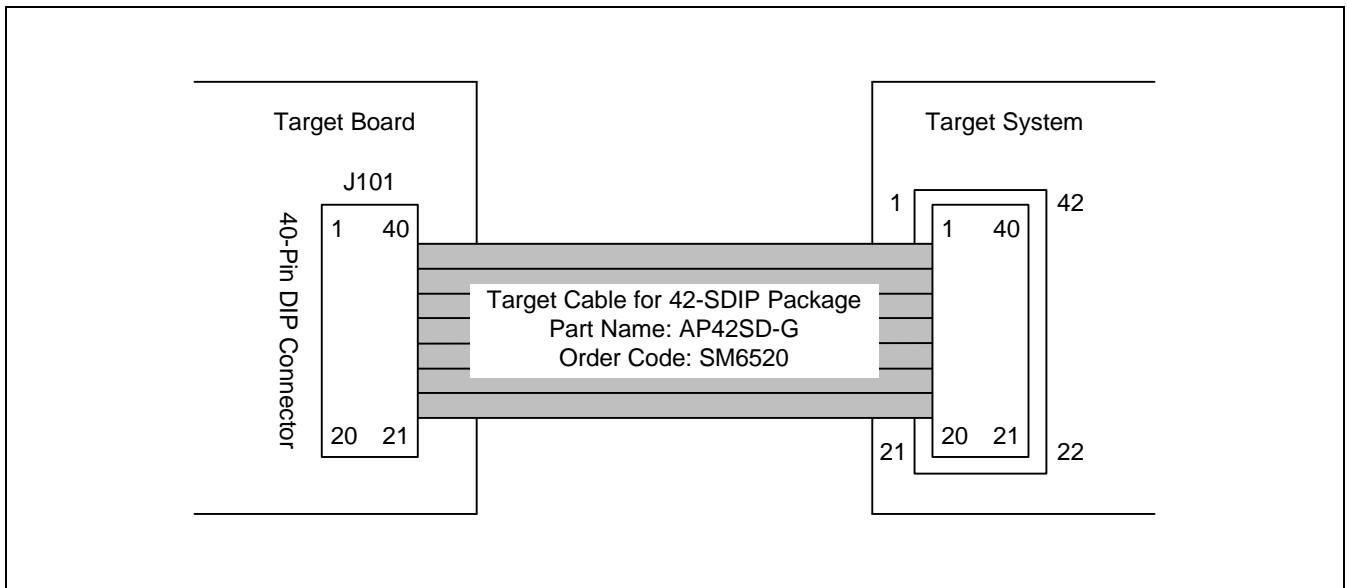 Target Board
J101
40-Pin DIP Connector
1 40
20 21
Target Cable for 42-SDIP Package
Part Name: AP42SD-G
Order Code: SM6520
Target System
1 42
1 40
20 21
21 22